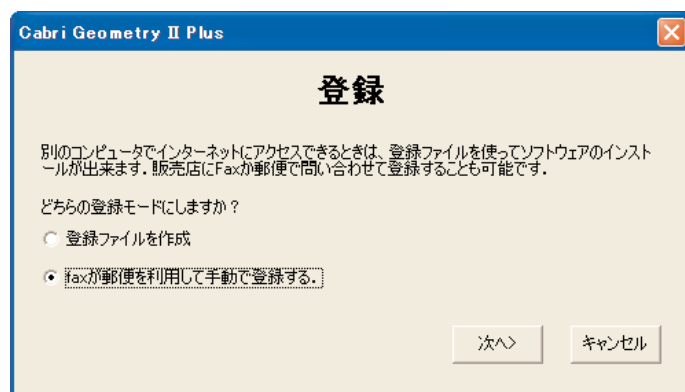 Cabri Geometry II Plus
登録
別のコンピュータでインターネットにアクセスできるときは、登録ファイルを使ってソフトウェアのインスト
ールが出来ます．販売店にFaxか郵便で問い合わせて登録することも可能です．
どちらの登録モードにしますか？
登録ファイルを作成
faxか郵便を利用して手動で登録する．
次へ>
キャンセル